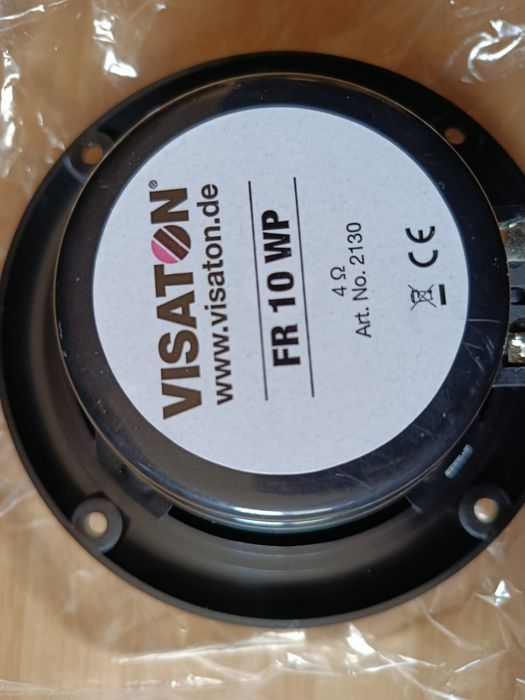 VISATON®
www.visaton.de
FR 10 WP
4 Ω
Art. No. 2130
CE